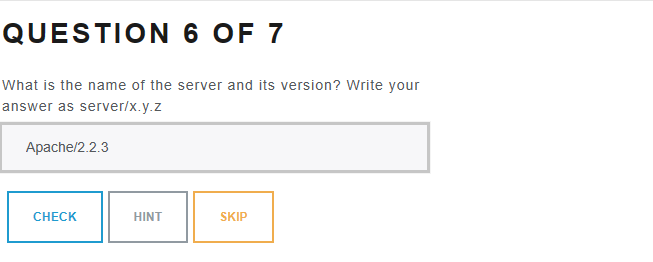 QUESTION 6 OF 7
What is the name of the server and its version? Write your
answer as server/x.y.z
Apache/2.2.3
CHECK
HINT
SKIP